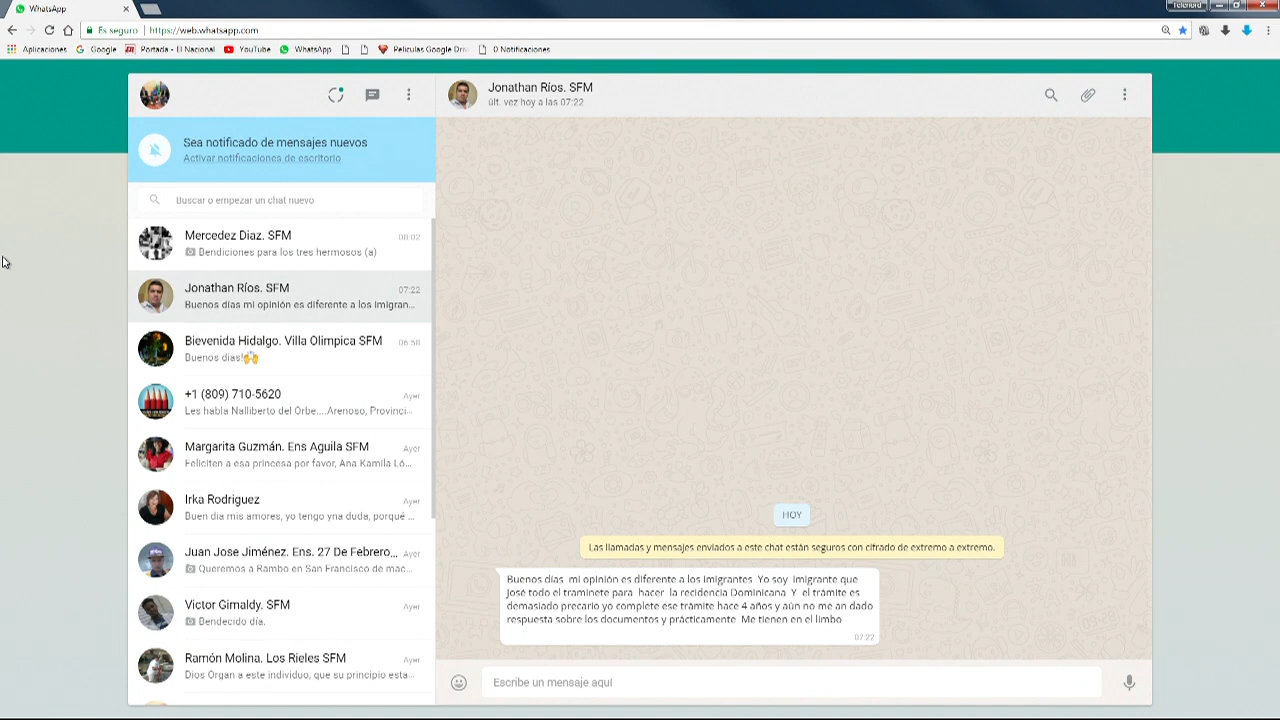 WhatsApp
Telenord
Es seguro | https://web.whatsapp.com
Aplicaciones Google Portada - El Nacional YouTube WhatsApp Peliculas Google Dri 0 Notificaciones
Jonathan Ríos. SFM
últ. vez hoy a las 07:22
Sea notificado de mensajes nuevos
Activar notificaciones de escritorio
Buscar o empezar un chat nuevo
Mercedez Diaz. SFM 08:02
Bendiciones para los tres hermosos (a)
Jonathan Ríos. SFM 07:22
Buenos días mi opinión es diferente a los imigran...
Bievenida Hidalgo. Villa Olimpica SFM 06:58
Buenos dias!🙌
+1 (809) 710-5620 Ayer
Les habla Nalliberto del Orbe....Arenoso, Provinci...
Margarita Guzmán. Ens Aguila SFM Ayer
Feliciten a esa princesa por favor, Ana Kamila Ló...
Irka Rodriguez Ayer
Buen dia mis amores, yo tengo yna duda, porqué ...
Juan Jose Jiménez. Ens. 27 De Febrero,... Ayer
Queremos a Rambo en San Francisco de mac...
Victor Gimaldy. SFM Ayer
Bendecido día.
Ramón Molina. Los Rieles SFM Ayer
Dios Organ a este individuo, que su principio esta...
HOY
Las llamadas y mensajes enviados a este chat están seguros con cifrado de extremo a extremo.
Buenos días mi opinión es diferente a los imigrantes Yo soy imigrante que
José todo el traminete para hacer la recidencia Dominicana Y el trámite es
demasiado precario yo complete ese trámite hace 4 años y aún no me an dado
respuesta sobre los documentos y prácticamente Me tienen en el limbo
07:22
Escribe un mensaje aquí